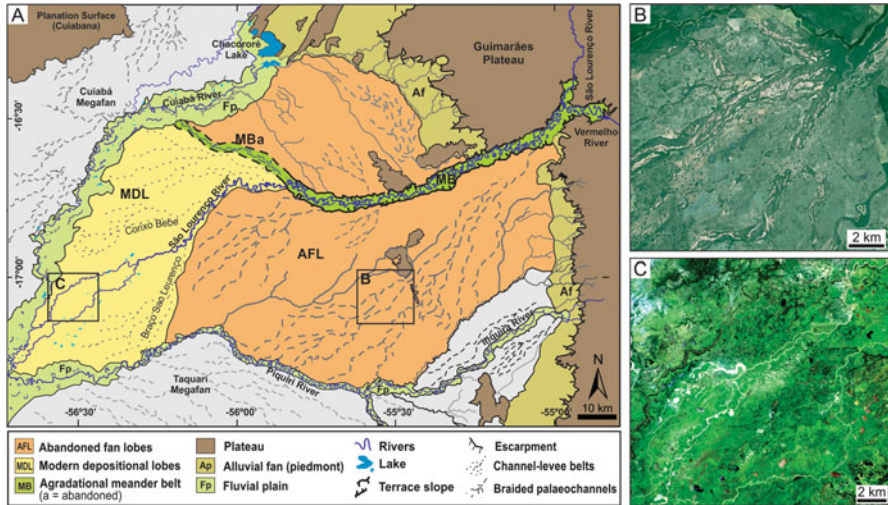 A
Planation Surface
(Cuiabana)
Chacororé
Lake
Guimarães
Plateau
São Lourenço River
Vermelho
River
Cuiabá
Megafan
Cuiabá River
Fp
Af
-16°30'
MBa
MB
MDL
São Lourenço River
Corixo Bebe
AFL
-17°00'
C
B
Braço Sao Lourenço
Af
Itiquira River
Fp
Taquari
Megafan
Piquiri River
Fp
N
10 km
-56°30'
-56°00'
-55°30'
-55°00'
B
2 km
C
2 km
AFL Abandoned fan lobes
MDL Modern depositional lobes
MB Agradational meander belt
(a = abandoned)
Plateau
Ap Alluvial fan (piedmont)
Fp Fluvial plain
Rivers
Lake
Terrace slope
Escarpment
Channel-levee belts
Braided palaeochannels